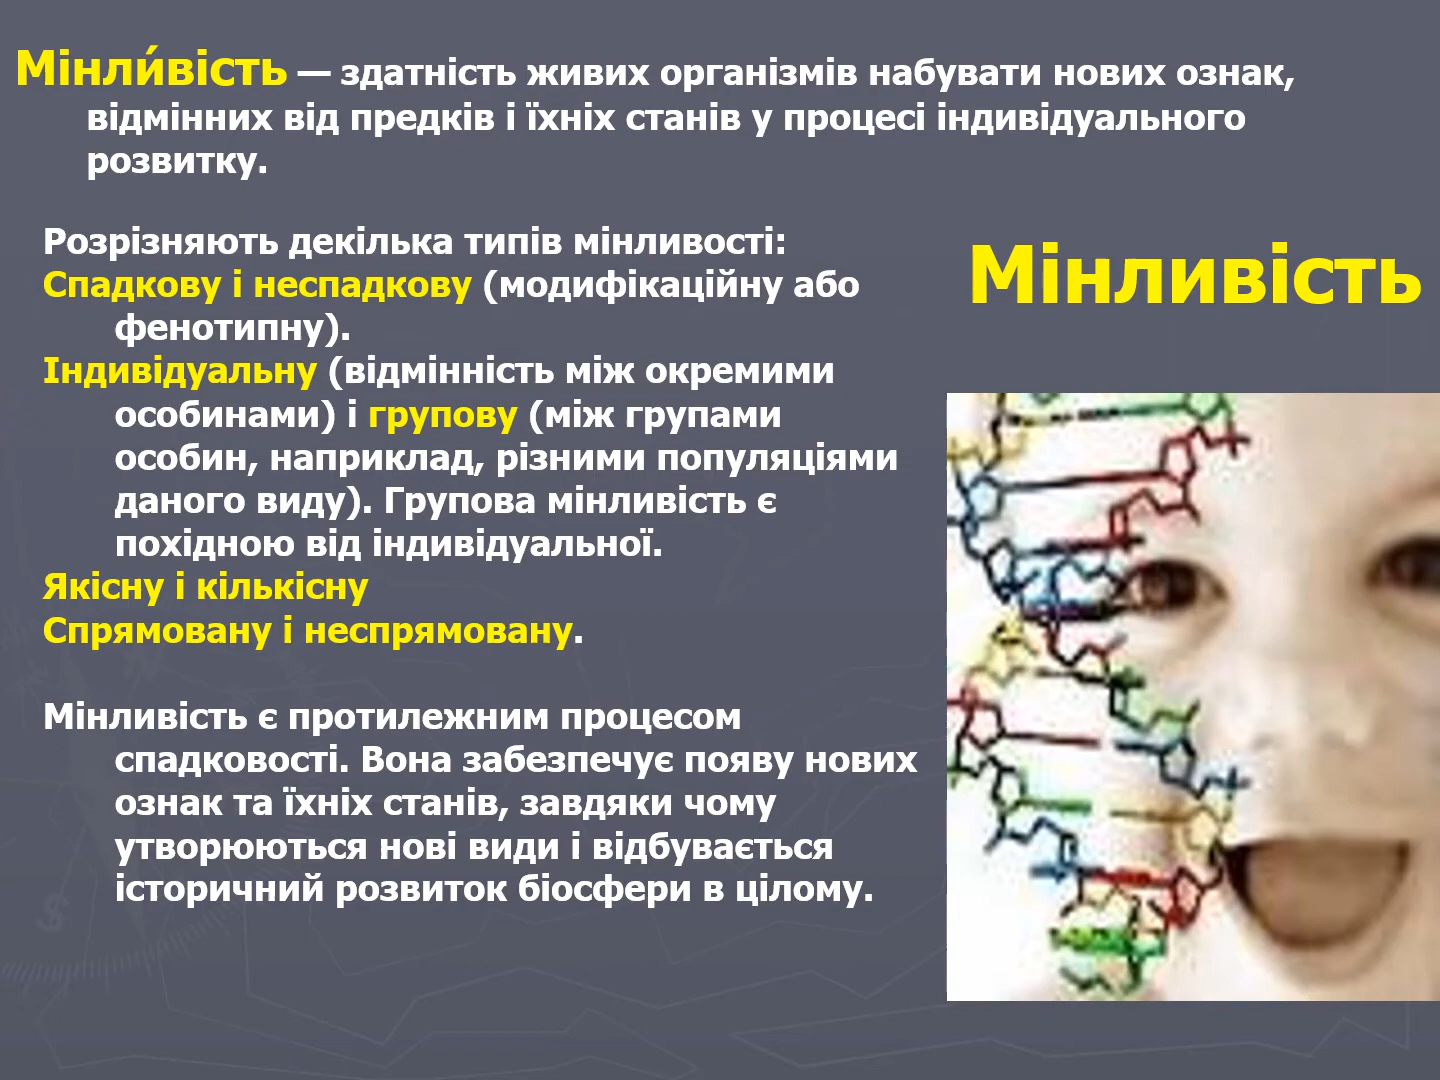 Мінли́вість — здатність живих організмів набувати нових ознак,
відмінних від предків і їхніх станів у процесі індивідуального
розвитку.
Розрізняють декілька типів мінливості:
Спадкову і неспадкову (модифікаційну або
фенотипну).
Індивідуальну (відмінність між окремими
особинами) і групову (між групами
особин, наприклад, різними популяціями
даного виду). Групова мінливість є
похідною від індивідуальної.
Якісну і кількісну
Спрямовану і неспрямовану.
Мінливість є протилежним процесом
спадковості. Вона забезпечує появу нових
ознак та їхніх станів, завдяки чому
утворюються нові види і відбувається
історичний розвиток біосфери в цілому.
Мінливість